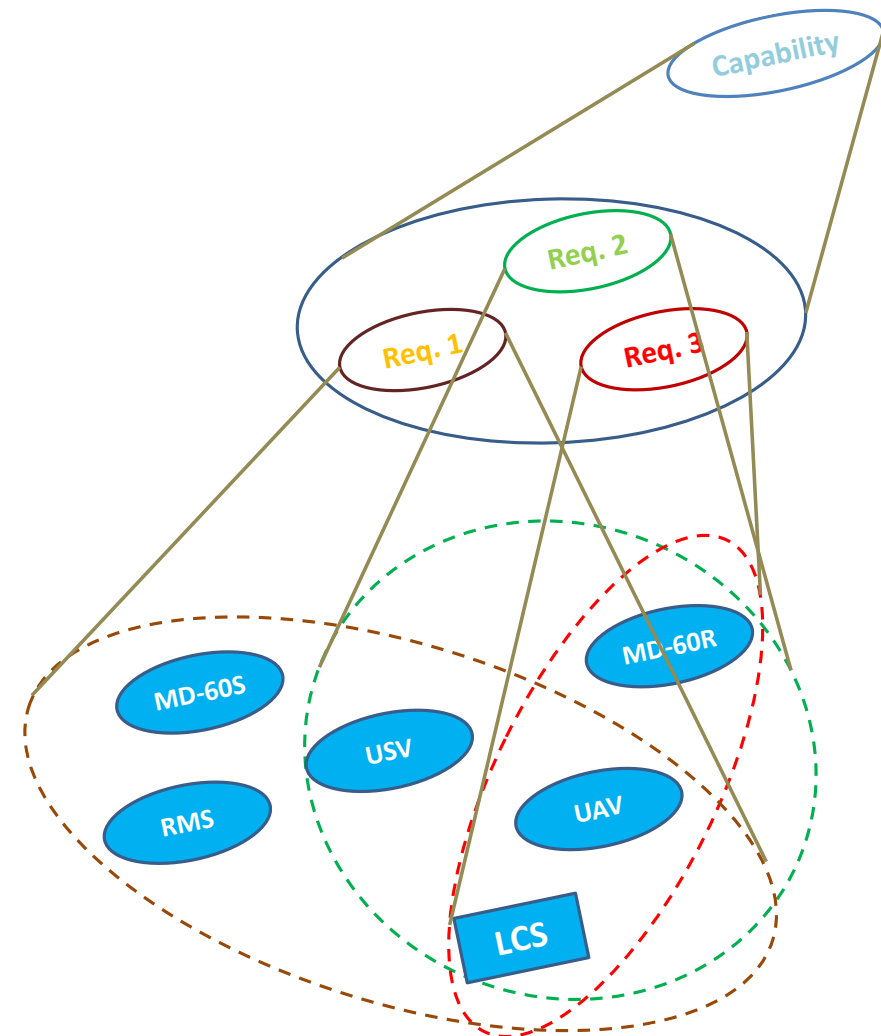 Capability
Req. 2
Req. 1
Req. 3
MD-60R
MD-60S
USV
UAV
RMS
LCS